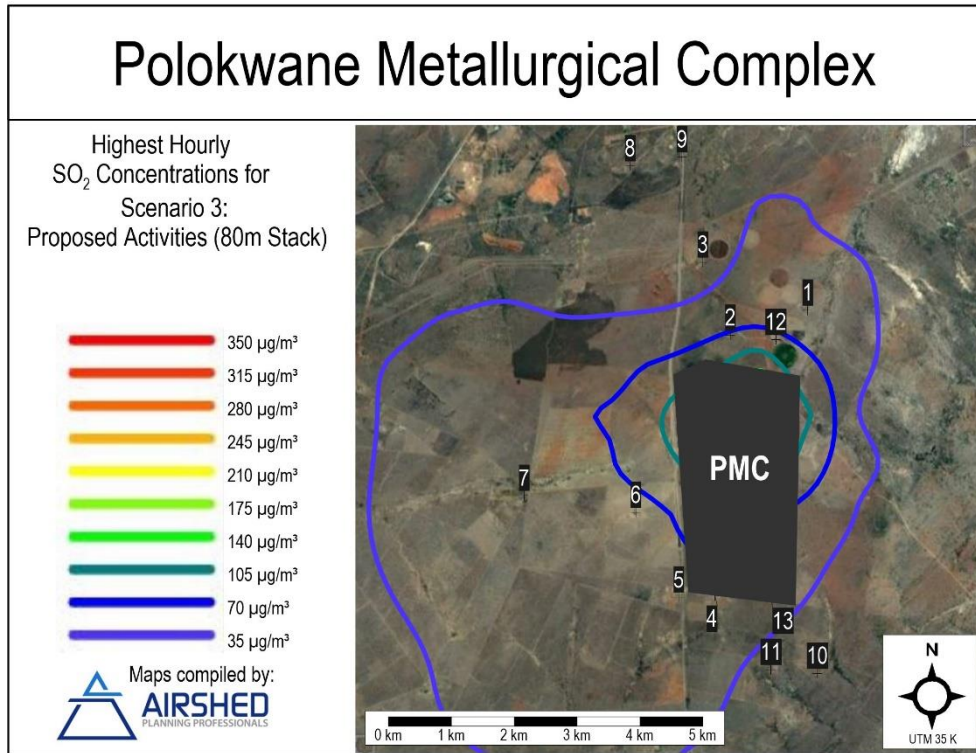 Polokwane Metallurgical Complex
Highest Hourly
SO₂ Concentrations for
Scenario 3:
Proposed Activities (80m Stack)
350 µg/m³
315 µg/m³
280 µg/m³
245 µg/m³
210 µg/m³
175 µg/m³
140 µg/m³
105 µg/m³
70 µg/m³
35 µg/m³
Maps compiled by:
AIRSHED
PLANNING PROFESSIONALS
8
9
3
1
2
12
PMC
7
6
5
4
13
11
10
0 km
1 km
2 km
3 km
4 km
5 km
N
UTM 35 K